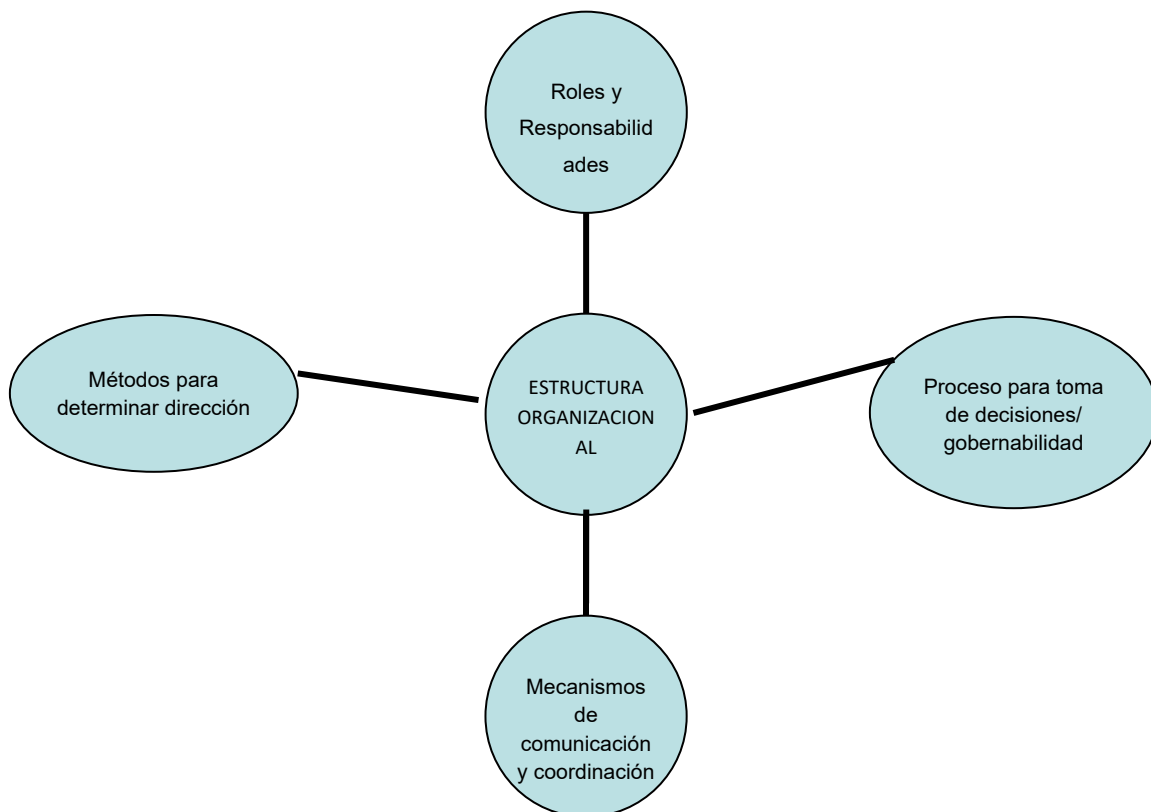 Roles y
Responsabilid
ades
Métodos para
determinar dirección
ESTRUCTURA
ORGANIZACION
AL
Proceso para toma
de decisiones/
gobernabilidad
Mecanismos
de
comunicación
y coordinación